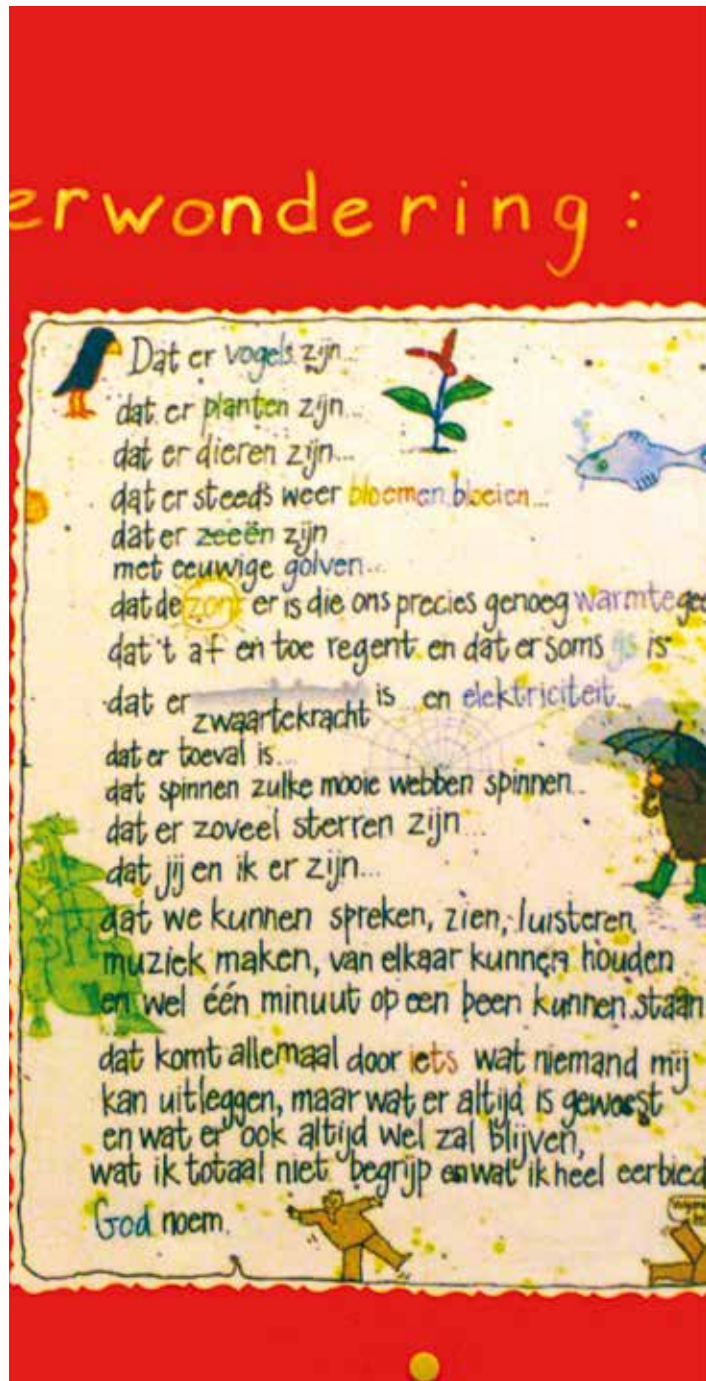 erwondering:
Dat er vogels zijn...
dat er planten zijn...
dat er dieren zijn...
dat er steeds weer bloemen bloeien...
dat er zeeën zijn
met eeuwige golven...
dat de zon er is die ons precies genoeg warmte gee
dat 't af en toe regent en dat er soms ijs is
dat er zwaartekracht is en elektriciteit...
dat er toeval is...
dat spinnen zulke mooie webben spinnen...
dat er zoveel sterren zijn...
dat jij en ik er zijn...
dat we kunnen spreken, zien, luisteren,
muziek maken, van elkaar kunnen houden
en wel één minuut op een been kunnen staan
dat komt allemaal door iets wat niemand mij
kan uitleggen, maar wat er altijd is geweest
en wat er ook altijd wel zal blijven,
wat ik totaal niet begrijp en wat ik heel eerbied
God noem.